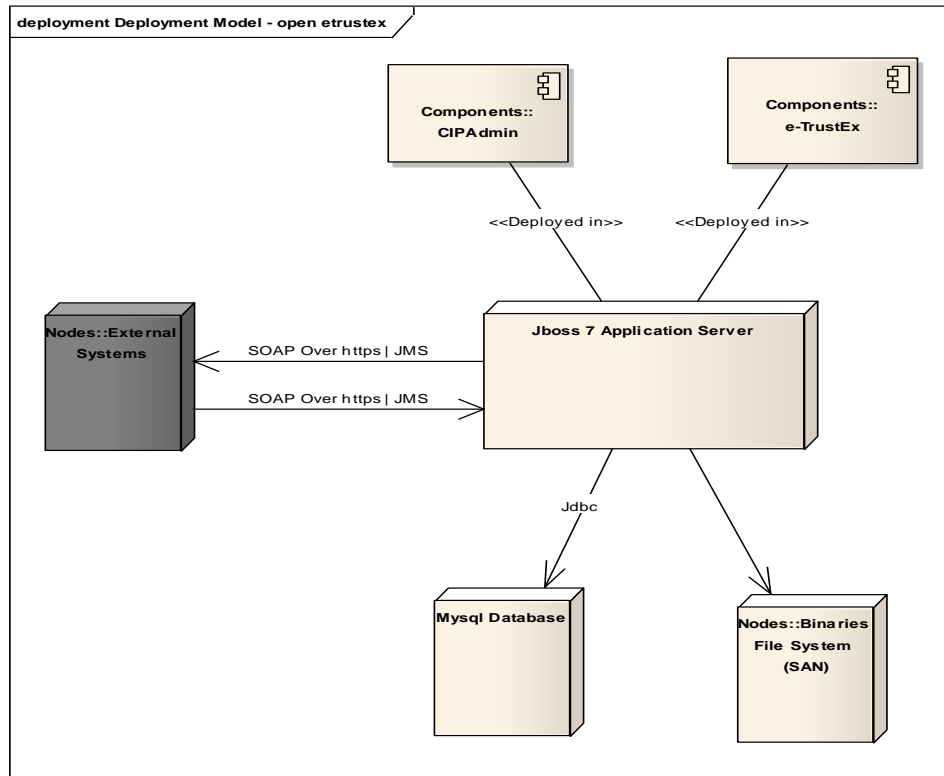 deployment Deployment Model - open etrustex
Components::
CIPAdmin
Components::
e-TrustEx
<<Deployed in>>
<<Deployed in>>
Nodes::External
Systems
Jboss 7 Application Server
SOAP Over https | JMS
SOAP Over https | JMS
Jdbc
Mysql Database
Nodes::Binaries
File System
(SAN)